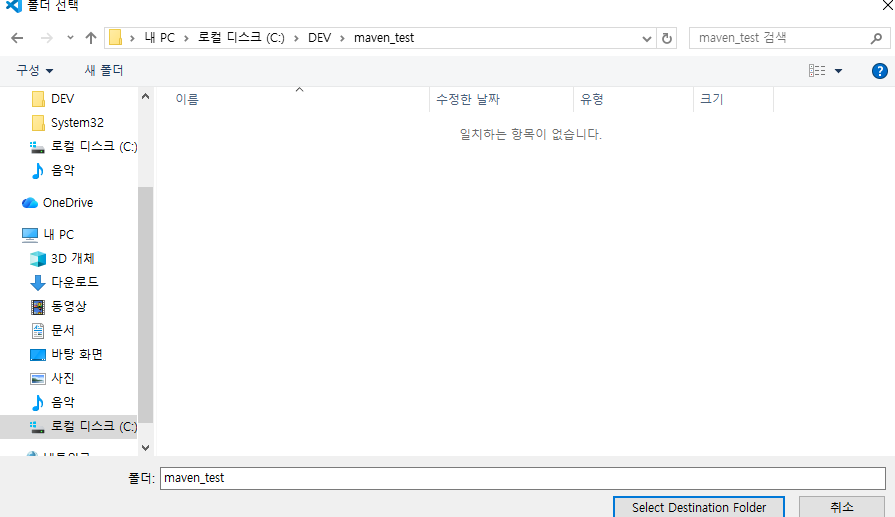 폴더 선택
내 PC 로컬 디스크 (C:) DEV maven_test maven_test 검색
구성 새 폴더
이름 수정한 날짜 유형 크기
일치하는 항목이 없습니다.
DEV
System32
로컬 디스크 (C:)
음악
OneDrive
내 PC
3D 개체
다운로드
동영상
문서
바탕 화면
사진
음악
로컬 디스크 (C:)
폴더: maven_test
Select Destination Folder 취소